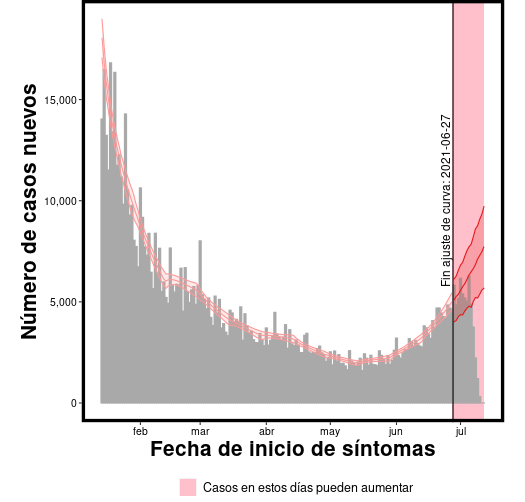 Número de casos nuevos
15,000
10,000
5,000
0
Fin ajuste de curva: 2021-06-27
feb mar abr may jun jul
Fecha de inicio de síntomas
Casos en estos días pueden aumentar